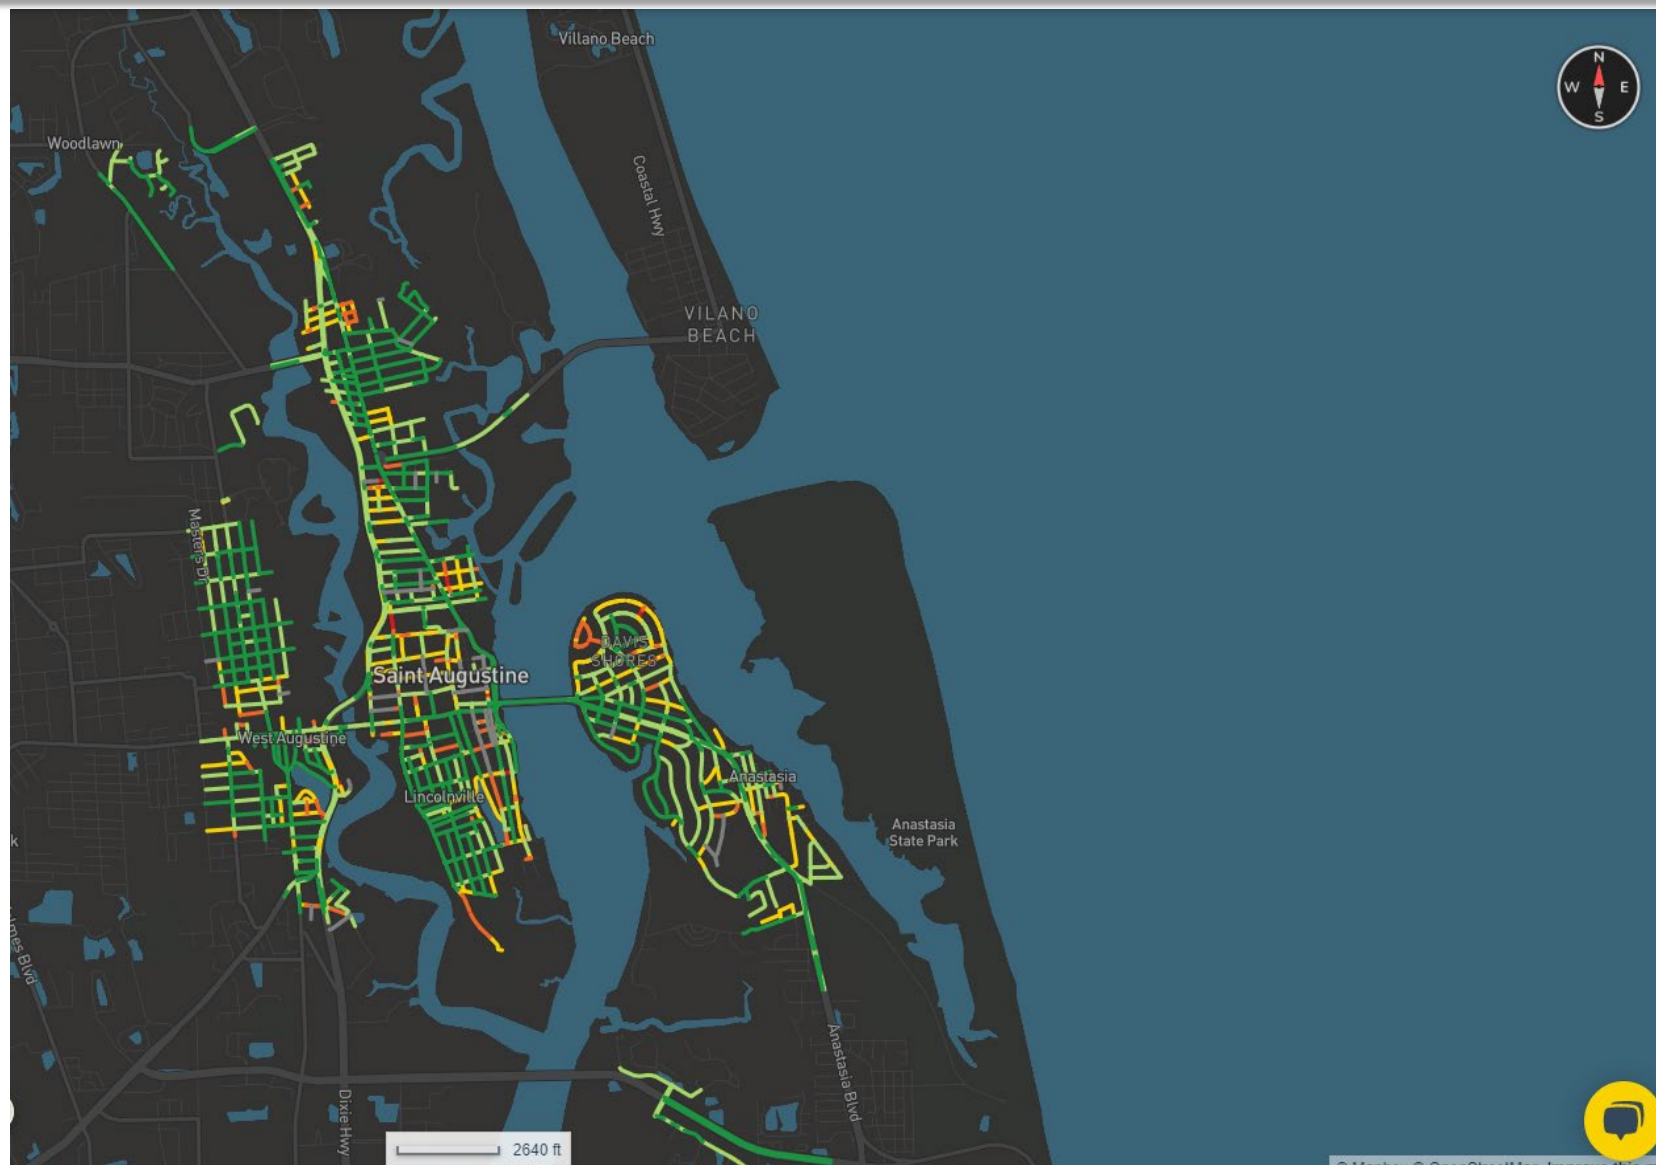 Villano Beach
N
W E
S
Woodlawn
Coastal Hwy
VILANO
BEACH
Masters Dr
DAVIS
SHORES
Saint Augustine
West Augustine
Anastasia
Lincolnville
Anastasia
State Park
k
Blvd
Anastasia Blvd
Dixie Hwy
2640 ft